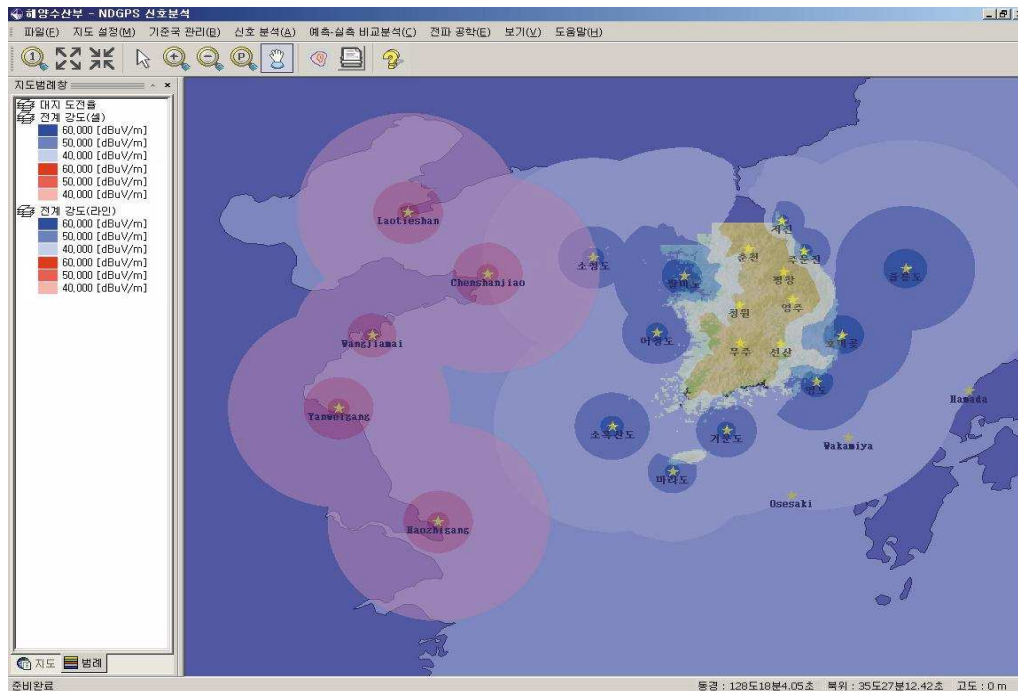 해양수산부 - NDGPS 신호분석
파일(F) 지도 설정(M) 기준국 관리(B) 신호 분석(A) 예측-실측 비교분석(C) 전파 공학(E) 보기(V) 도움말(H)
지도범례창
대지 도전율
전계 강도(셀)
60,000 [dBuV/m]
50,000 [dBuV/m]
40,000 [dBuV/m]
60,000 [dBuV/m]
50,000 [dBuV/m]
40,000 [dBuV/m]
전계 강도(라인)
60,000 [dBuV/m]
50,000 [dBuV/m]
40,000 [dBuV/m]
60,000 [dBuV/m]
50,000 [dBuV/m]
40,000 [dBuV/m]
Laotieshan
저진
춘천
주문진
소청도
팔미도
평창
울릉도
Chenshanjiao
영주
청원
Wangjiamai
어청도
호미곶
무주
선산
영도
Hamada
Yanweigang
소흑산도
거문도
Wakamiya
마라도
Osesaki
Haozhigang
지도 범례
준비완료
동경 : 128도18분4.05초 북위 : 35도27분12.42초 고도 : 0 m